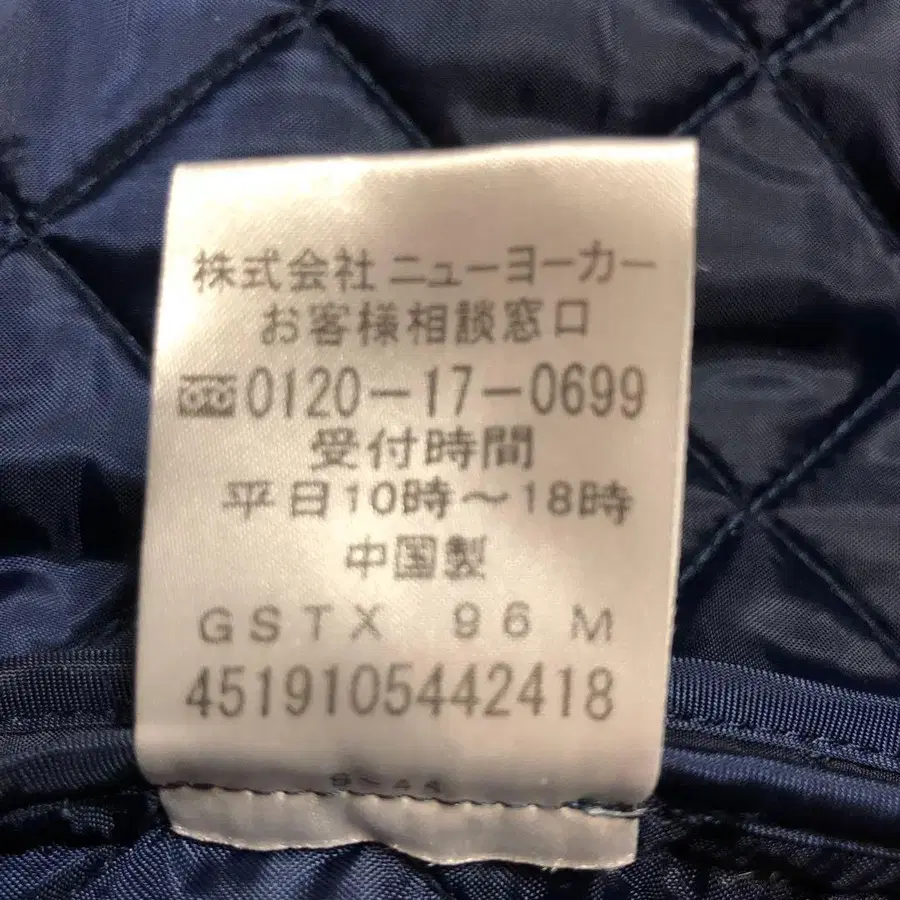 株式会社 ニューヨーカー
お客様相談窓口
0120-17-0699
受付時間
平日10時～18時
中国製
GSTX 96 M
4519105442418